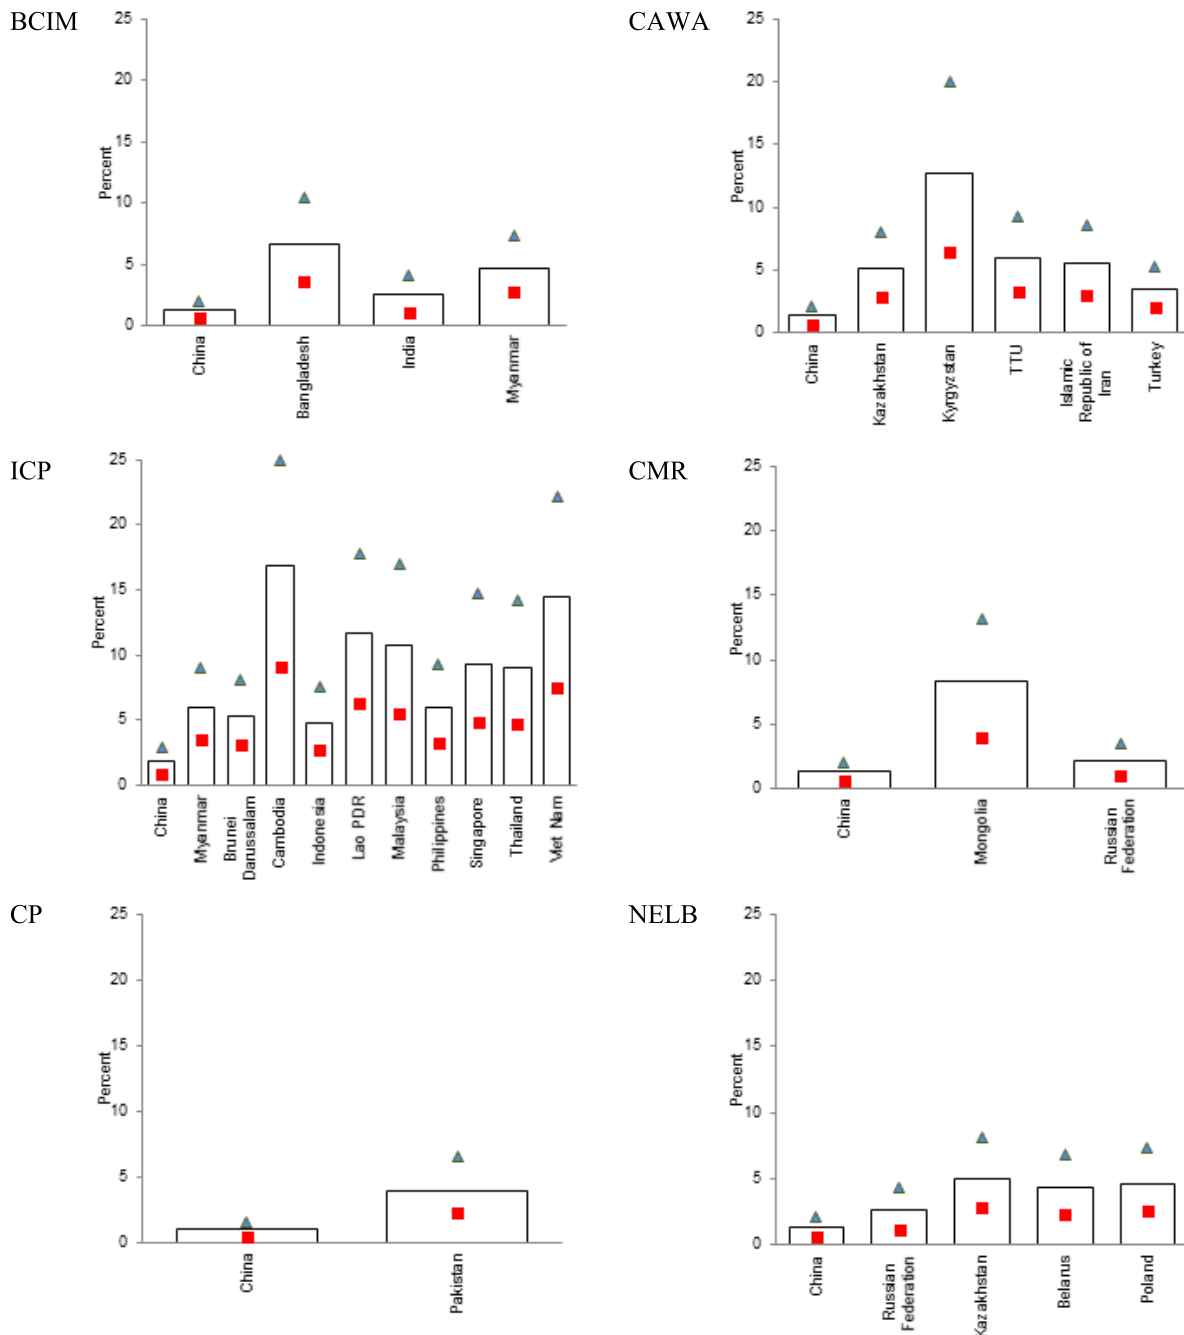 BCIM
25
20
15
10
5
0
Percent
China
Bangladesh
India
Myanmar
CAWA
25
20
15
10
5
0
Percent
China
Kazakhstan
Kyrgyzstan
TTU
Islamic
Republic of
Iran
Turkey
ICP
25
20
15
10
5
0
Percent
China
Myanmar
Brunei
Darussalam
Cambodia
Indonesia
Lao PDR
Malaysia
Philippines
Singapore
Thailand
Viet Nam
CMR
25
20
15
10
5
0
Percent
China
Mongolia
Russian
Federation
CP
25
20
15
10
5
0
Percent
China
Pakistan
NELB
25
20
15
10
5
0
Percent
China
Russian
Federation
Kazakhstan
Belarus
Poland